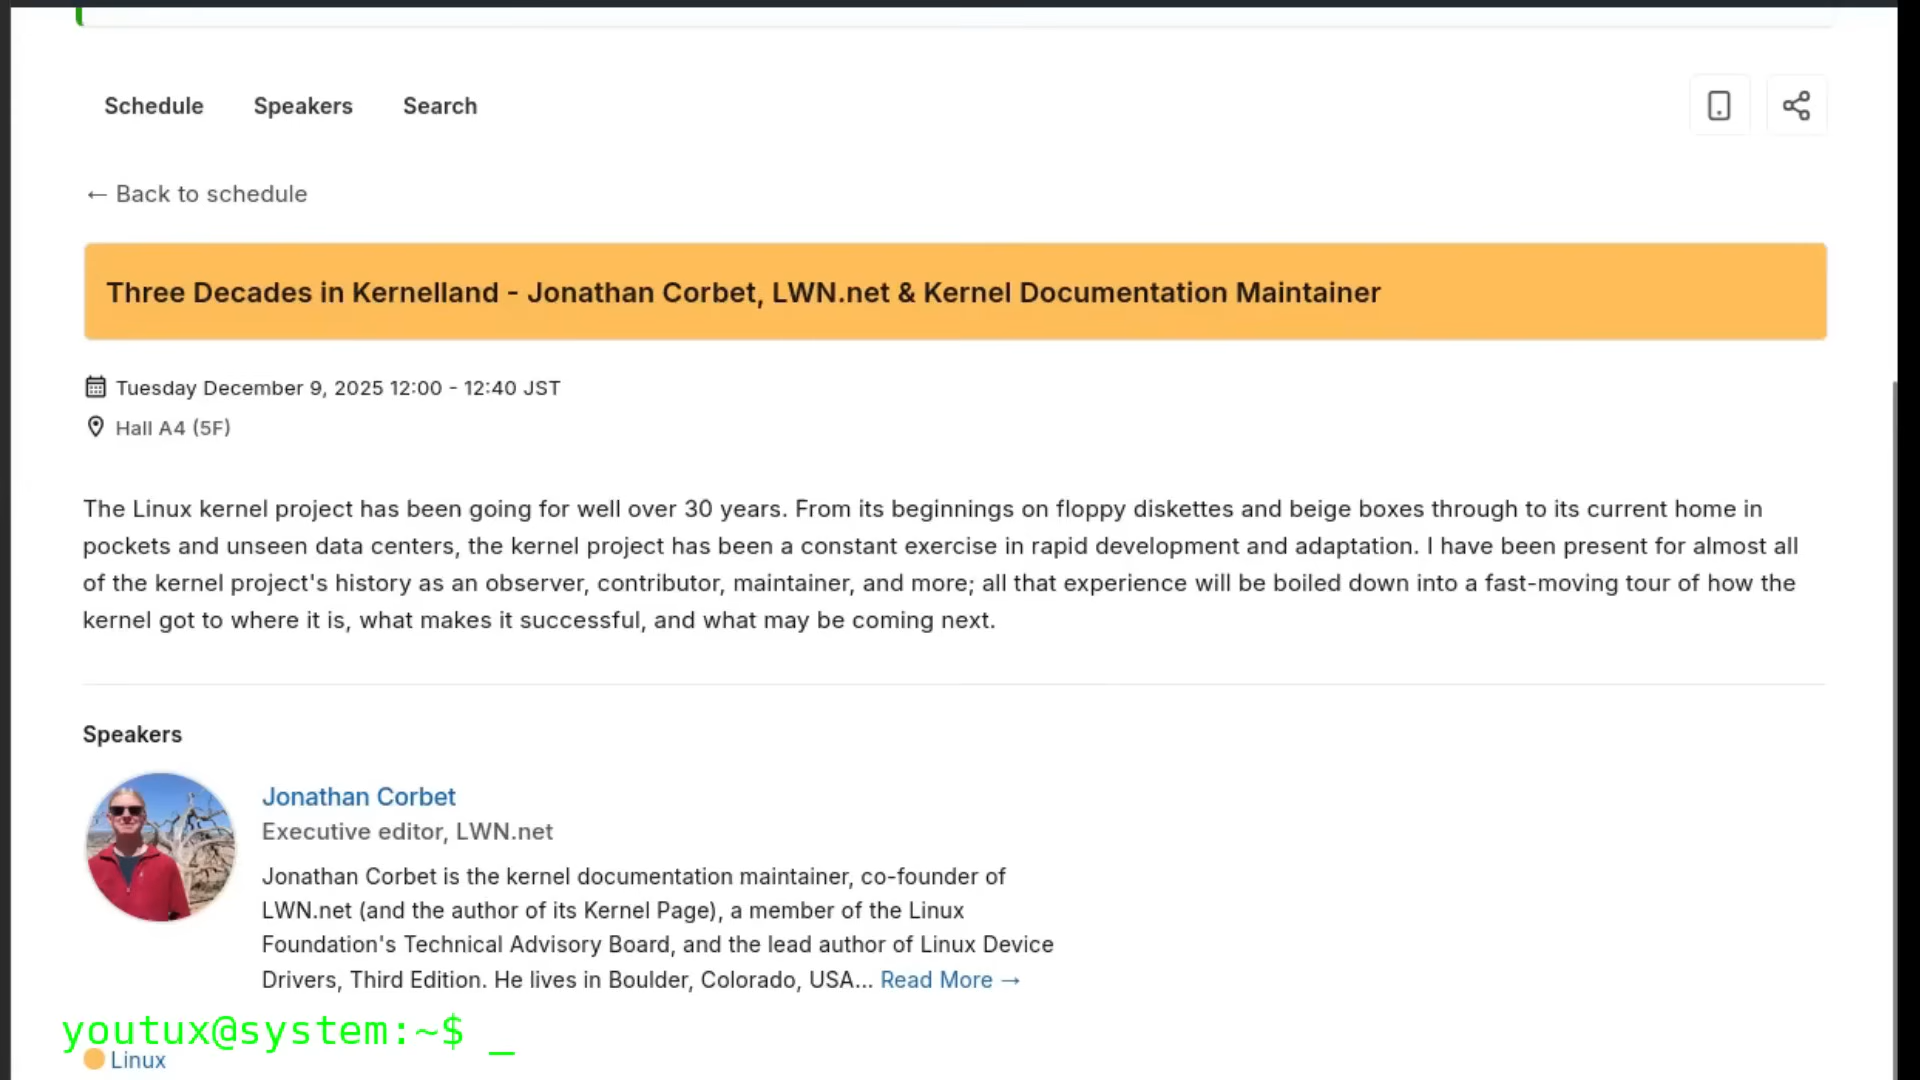 Schedule Speakers Search
← Back to schedule
Three Decades in Kernelland - Jonathan Corbet, LWN.net & Kernel Documentation Maintainer
Tuesday December 9, 2025 12:00 - 12:40 JST
Hall A4 (5F)
The Linux kernel project has been going for well over 30 years. From its beginnings on floppy diskettes and beige boxes through to its current home in
pockets and unseen data centers, the kernel project has been a constant exercise in rapid development and adaptation. I have been present for almost all
of the kernel project's history as an observer, contributor, maintainer, and more; all that experience will be boiled down into a fast-moving tour of how the
kernel got to where it is, what makes it successful, and what may be coming next.
Speakers
Jonathan Corbet
Executive editor, LWN.net
Jonathan Corbet is the kernel documentation maintainer, co-founder of
LWN.net (and the author of its Kernel Page), a member of the Linux
Foundation's Technical Advisory Board, and the lead author of Linux Device
Drivers, Third Edition. He lives in Boulder, Colorado, USA... Read More →
youtux@system:~$ _
Linux